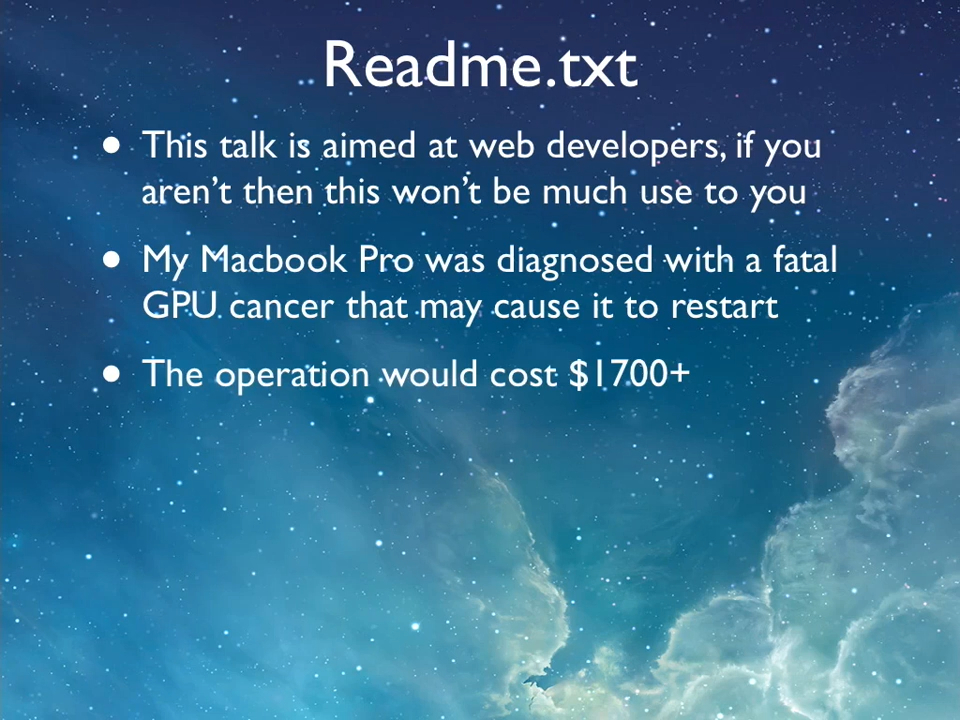 Readme.txt
• This talk is aimed at web developers, if you
aren’t then this won’t be much use to you
• My Macbook Pro was diagnosed with a fatal
GPU cancer that may cause it to restart
• The operation would cost $1700+